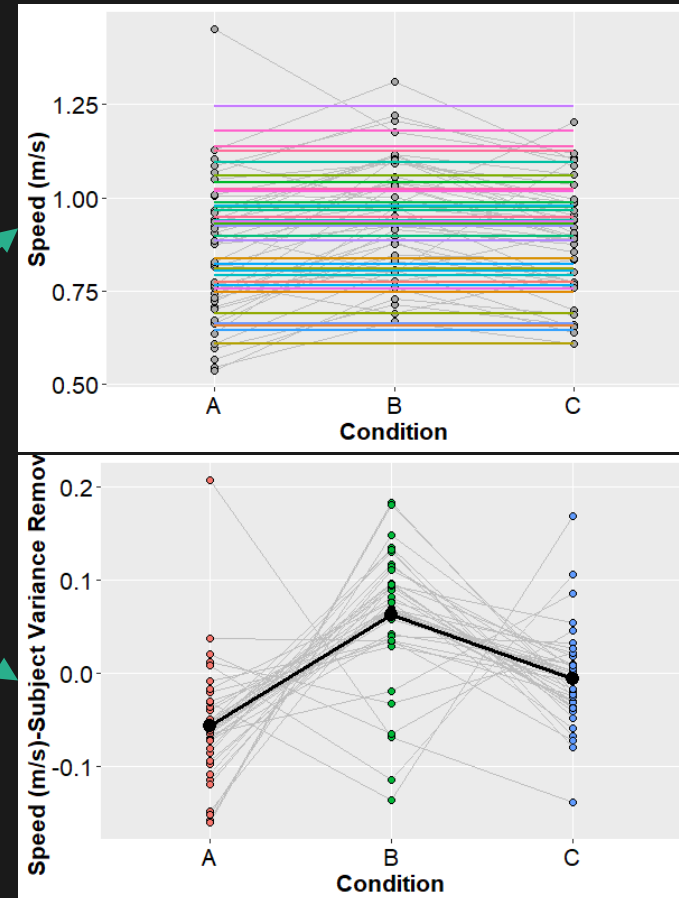 Speed (m/s)
1.25
1.00
0.75
0.50
A B C
Condition
Speed (m/s)-Subject Variance Remov
0.2
0.1
0.0
-0.1
A B C
Condition